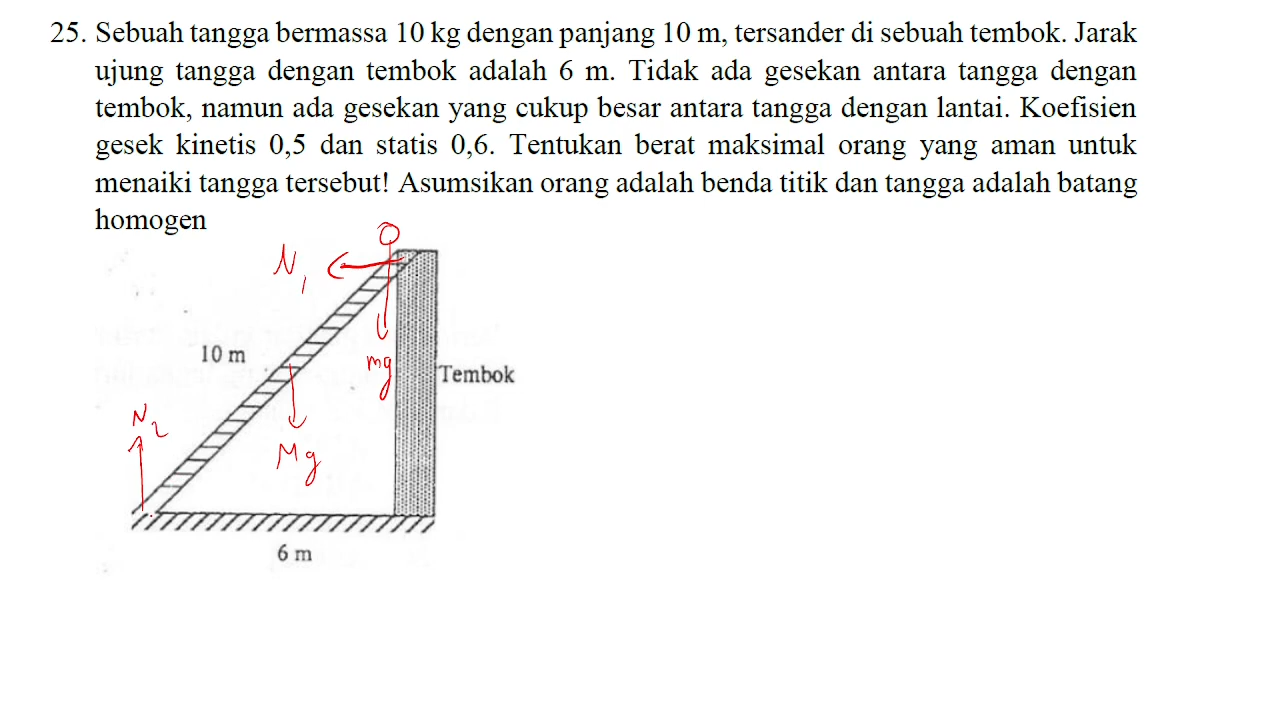 25. Sebuah tangga bermassa 10 kg dengan panjang 10 m, tersandar di sebuah tembok. Jarak
ujung tangga dengan tembok adalah 6 m. Tidak ada gesekan antara tangga dengan
tembok, namun ada gesekan yang cukup besar antara tangga dengan lantai. Koefisien
gesek kinetis 0,5 dan statis 0,6. Tentukan berat maksimal orang yang aman untuk
menaiki tangga tersebut! Asumsikan orang adalah benda titik dan tangga adalah batang
homogen
N1
10 m
mg
Tembok
N2
Mg
6 m